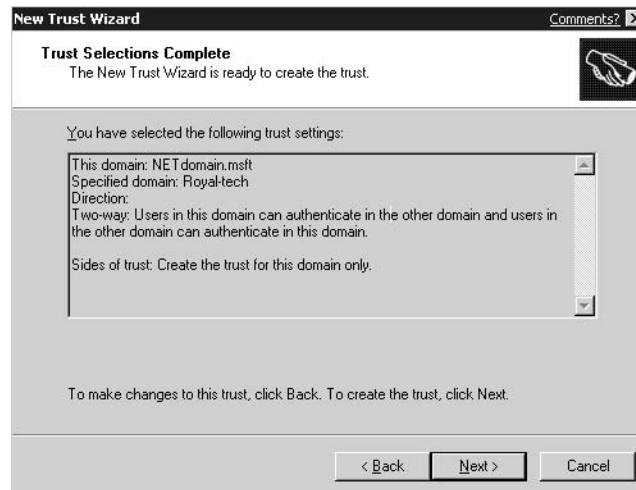 New Trust Wizard Comments?
Trust Selections Complete
The New Trust Wizard is ready to create the trust.
You have selected the following trust settings:
This domain: NETdomain.msft
Specified domain: Royal-tech
Direction:
Two-way: Users in this domain can authenticate in the other domain and users in
the other domain can authenticate in this domain.
Sides of trust: Create the trust for this domain only.
To make changes to this trust, click Back. To create the trust, click Next.
< Back Next > Cancel